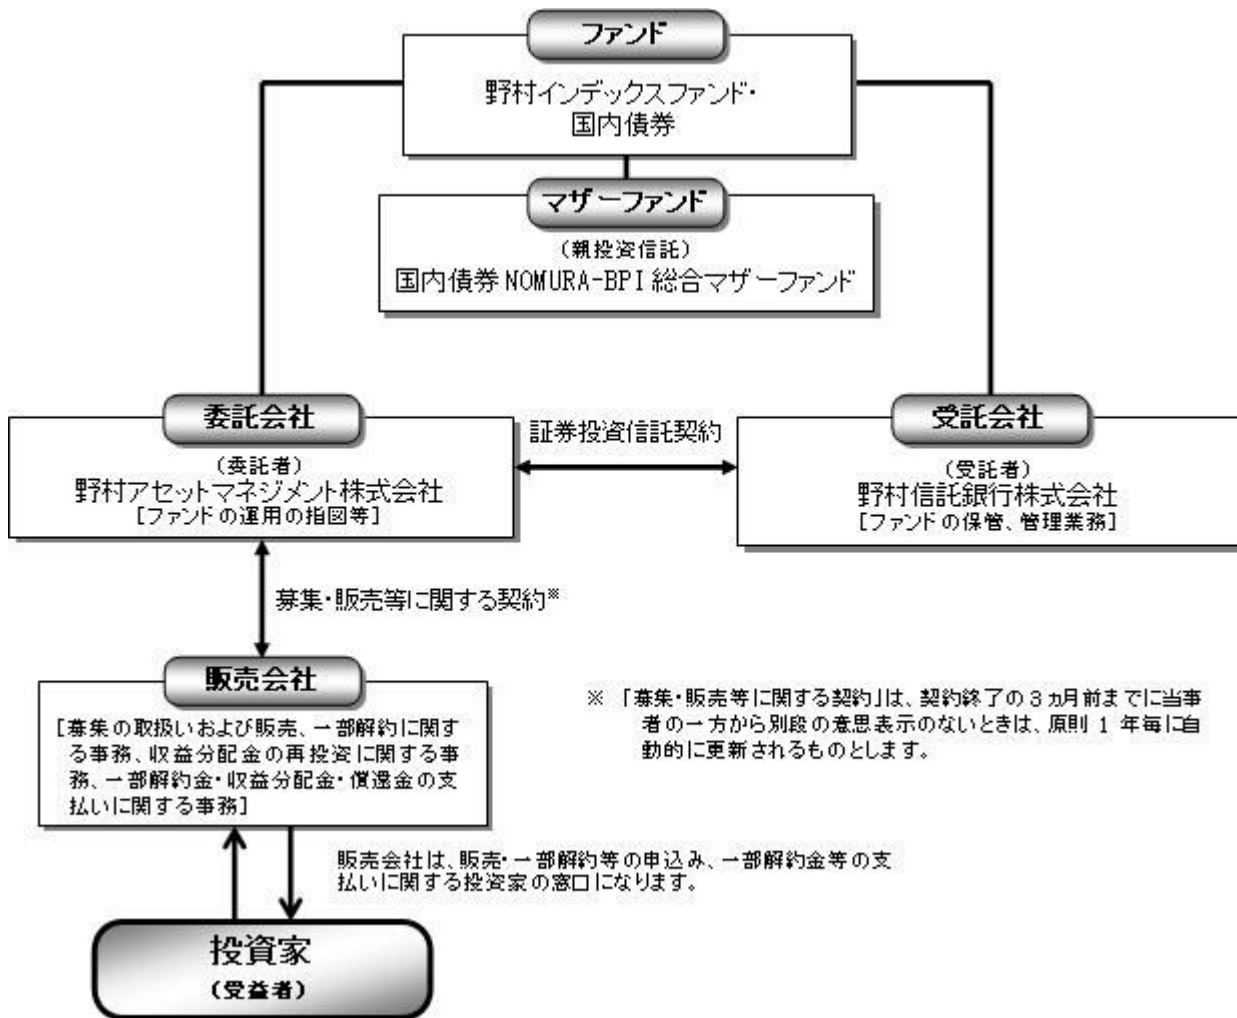 ファンド
野村インデックスファンド・
国内債券
マザーファンド
(親投資信託)
国内債券 NOMURA-BPI 総合マザーファンド
委託会社
(委託者)
野村アセットマネジメント株式会社
[ファンドの運用の指図等]
証券投資信託契約
受託会社
(受託者)
野村信託銀行株式会社
[ファンドの保管、管理業務]
募集・販売等に関する契約※
販売会社
[募集の取扱いおよび販売、一部解約に関す
る事務、収益分配金の再投資に関する事
務、一部解約金・収益分配金・償還金の支
払いに関する事務]
※ 「募集・販売等に関する契約」は、契約終了の3ヵ月前までに当事
者の一方から別段の意思表示のないときは、原則 1 年毎に自
動的に更新されるものとします。
販売会社は、販売・一部解約等の申込み、一部解約金等の支
払いに関する投資家の窓口になります。
投資家
(受益者)